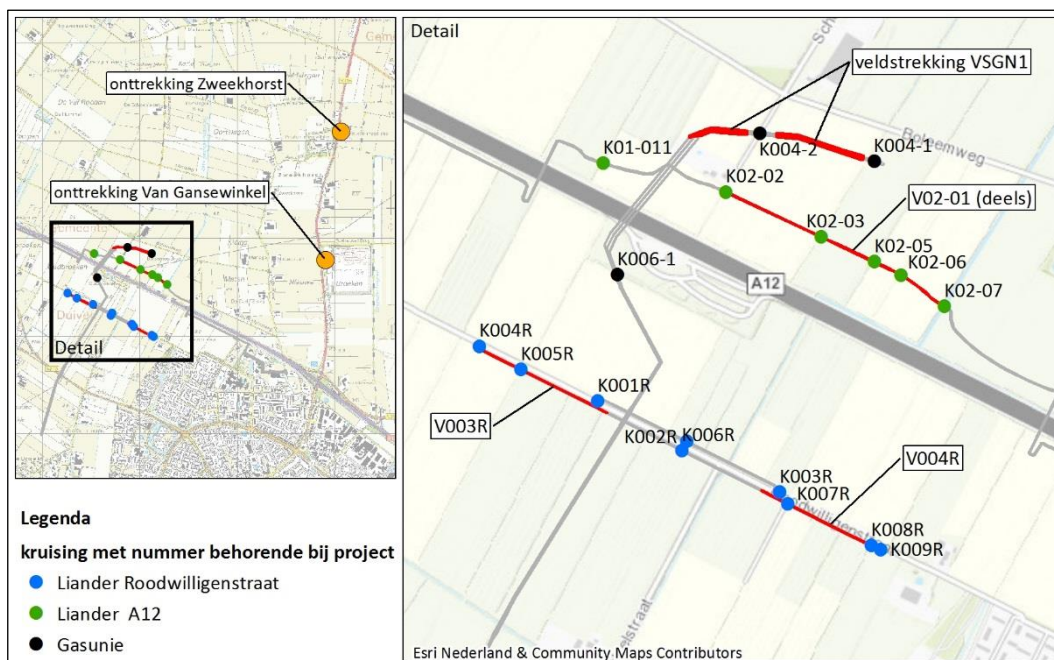 onttrekking Zweekhorst
onttrekking Van Gansewinkel
Detail
Legenda
kruising met nummer behorende bij project
Liander Roodwilligenstraat
Liander A12
Gasunie
Detail
veldstrekking VSGN1
K01-011
K004-2
K004-1
K02-02
V02-01 (deels)
K02-03
K02-05
K02-06
K006-1
A12
K02-07
K004R
K005R
K001R
V003R
K002R
K006R
V004R
K003R
K007R
K008R
K009R
Esri Nederland & Community Maps Contributors